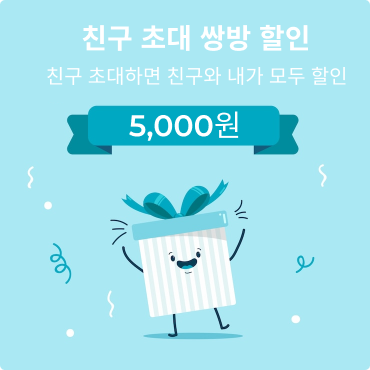 친구 초대 쌍방 할인
친구 초대하면 친구와 내가 모두 할인
5,000원